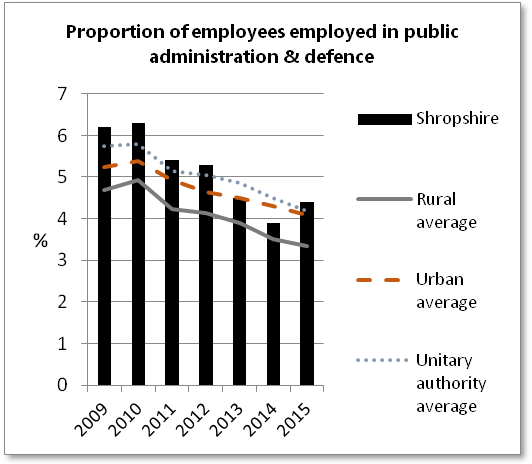 Proportion of employees employed in public
administration & defence
7
6
5
4
3
2
1
0
%
2009
2010
2011
2012
2013
2014
2015
Shropshire
Rural
average
Urban
average
Unitary
authority
average